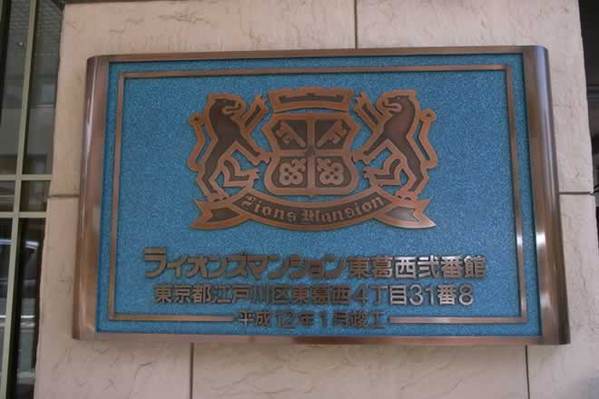 Lions Mansion
ライオンズマンション東葛西弐番館
東京都江戸川区東葛西4丁目31番8
平成12年1月竣工